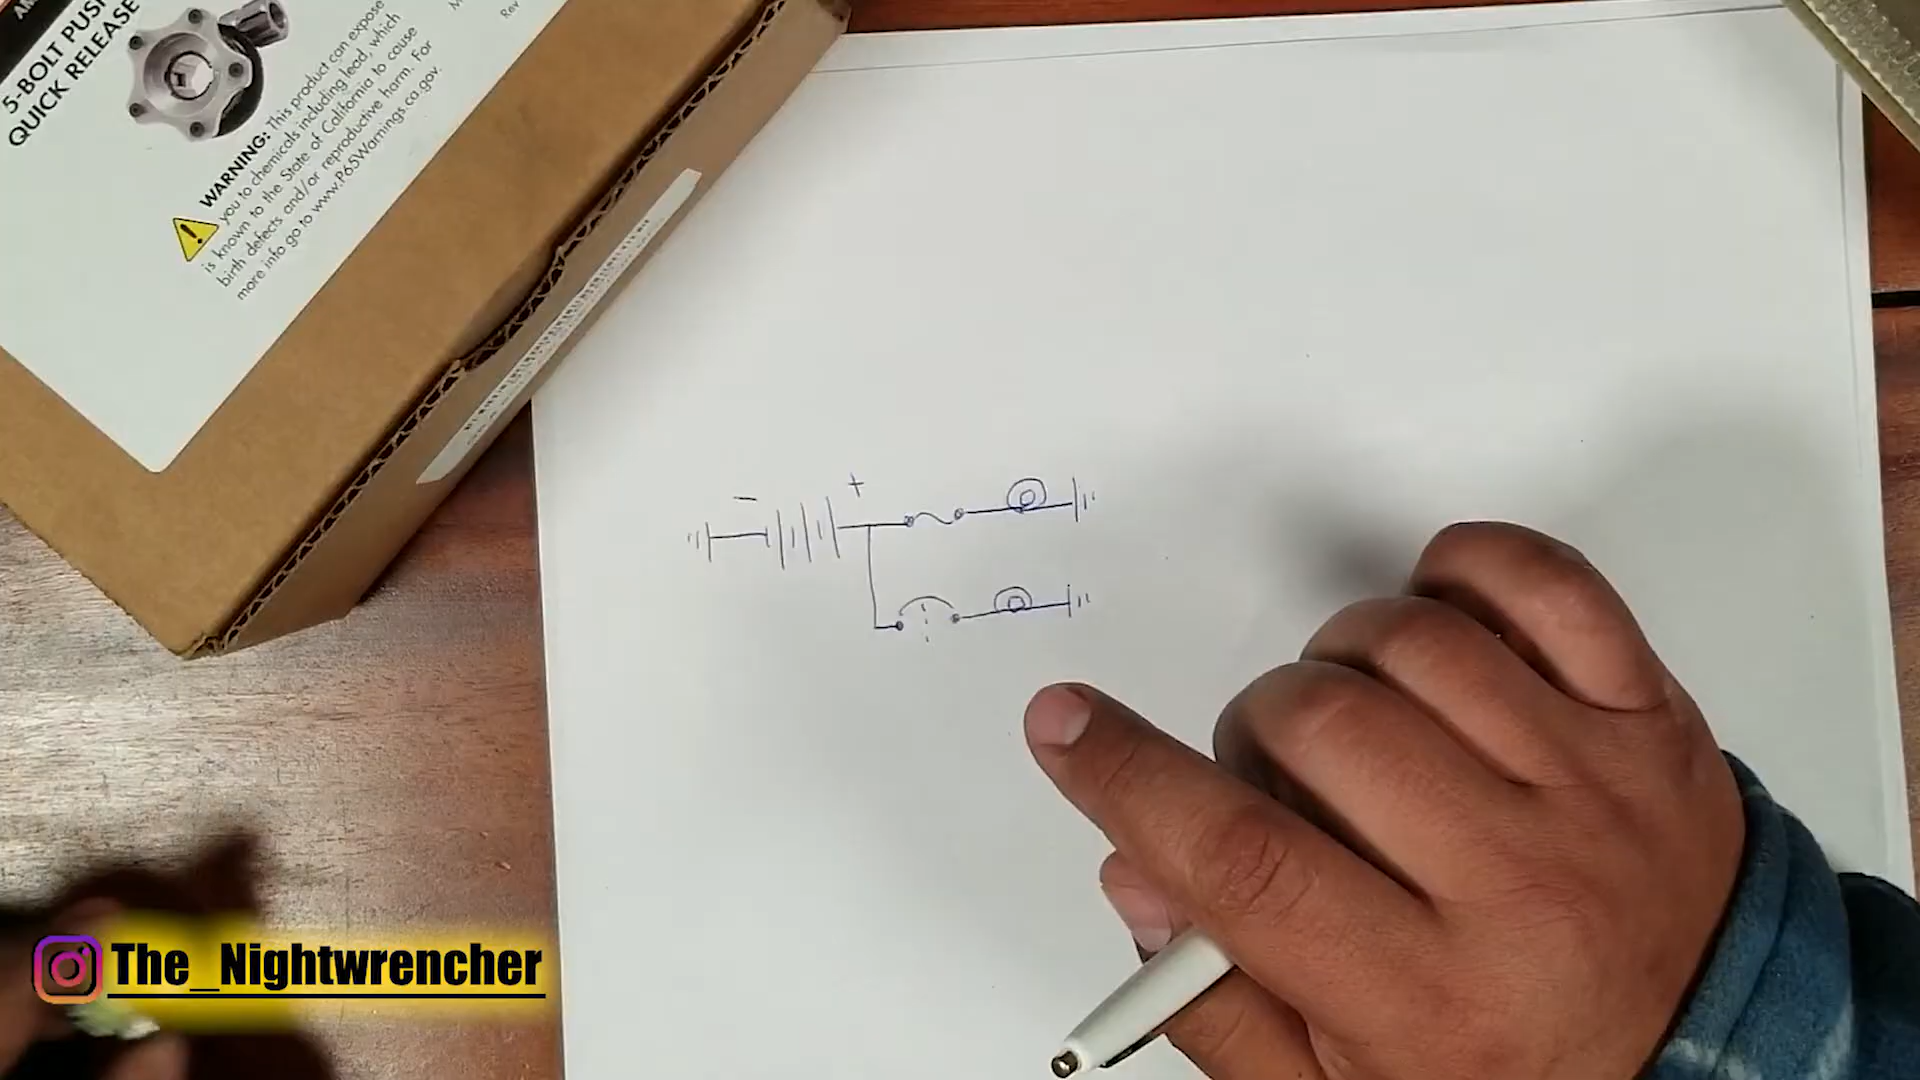 5-BOLT PUSH
QUICK RELEASE
WARNING: This product can expose
you to chemicals including lead, which
is known to the State of California to cause
birth defects and/or reproductive harm. For
more info go to www.P65Warnings.ca.gov.
Rev
− +
The_Nightwrencher